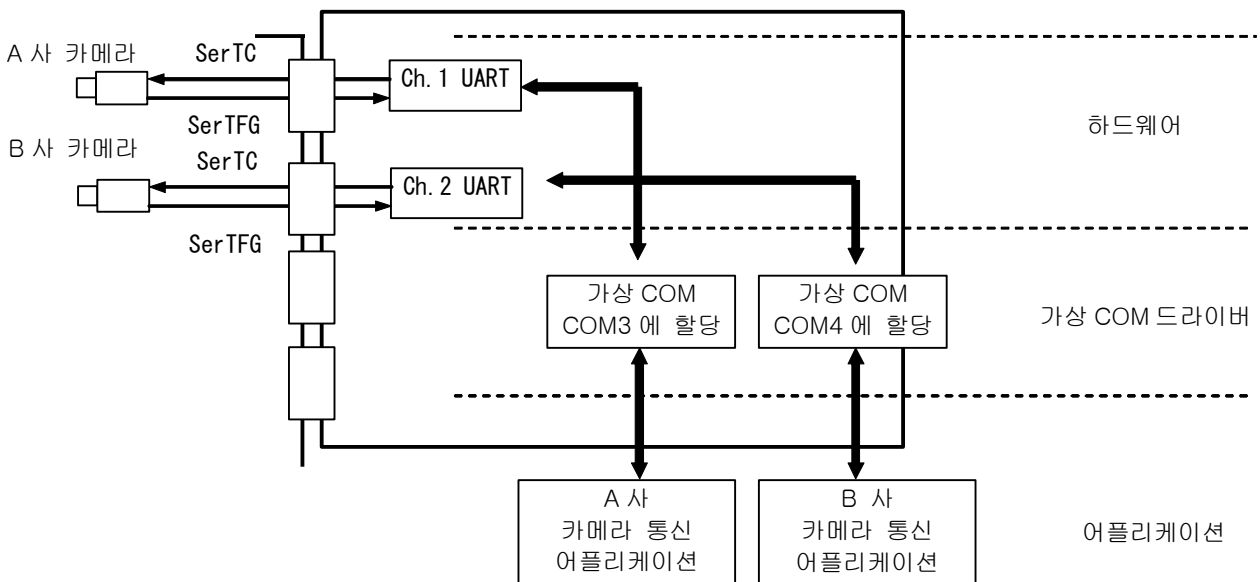 A 사 카메라
SerTC
Ch. 1 UART
SerTFG
하드웨어
B 사 카메라
SerTC
Ch. 2 UART
SerTFG
가상 COM
COM3 에 할당
가상 COM
COM4 에 할당
가상 COM 드라이버
A 사
카메라 통신
어플리케이션
B 사
카메라 통신
어플리케이션
어플리케이션